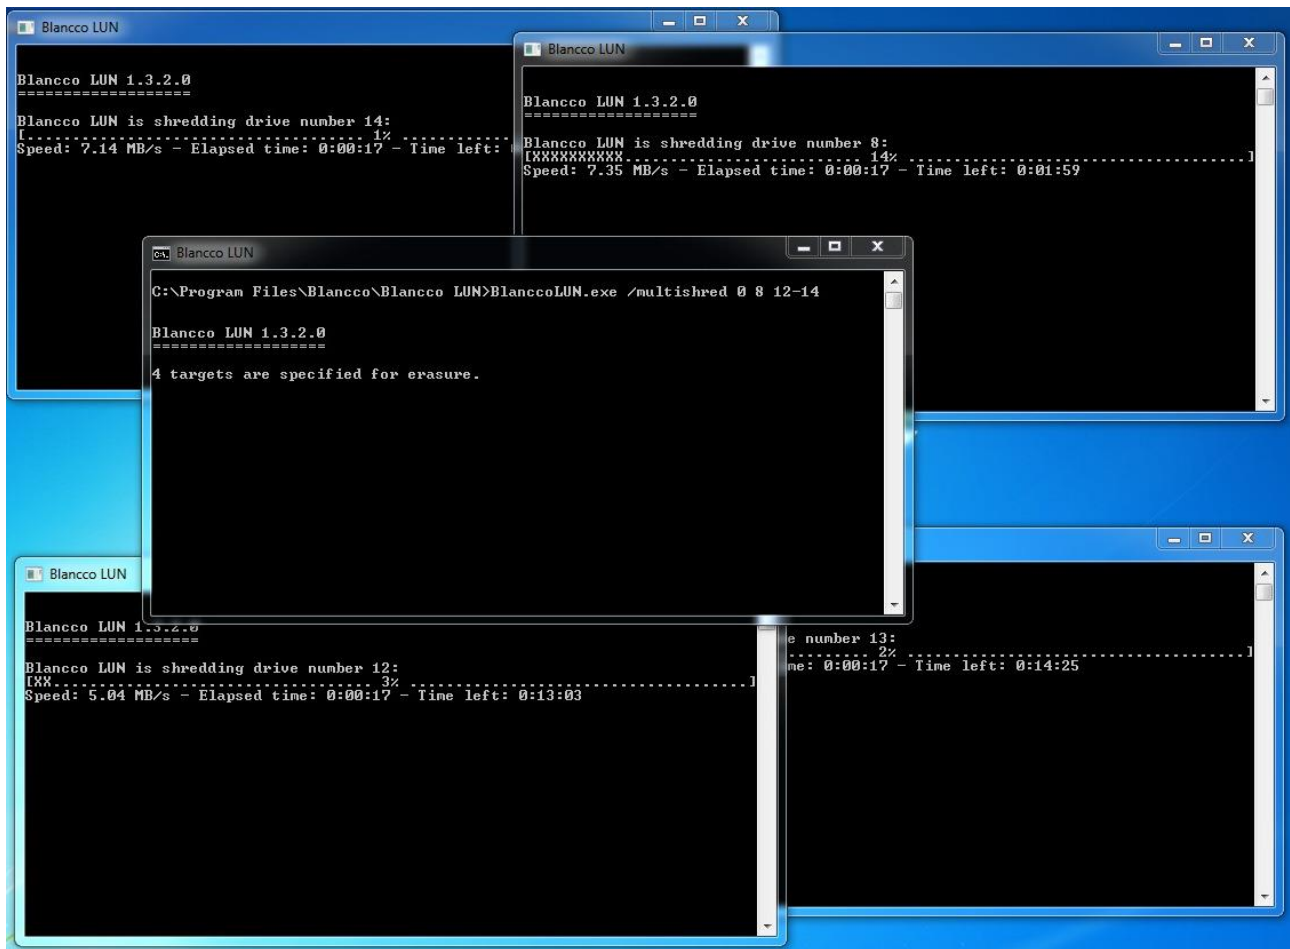 Blancco LUN
Blancco LUN 1.3.2.0
===================
Blancco LUN is shredding drive number 14:
[...................................... 1% ............
Speed: 7.14 MB/s - Elapsed time: 0:00:17 - Time left:
Blancco LUN
Blancco LUN 1.3.2.0
===================
Blancco LUN is shredding drive number 8:
[XXXXXXXXXX.......................... 14% .....................................]
Speed: 7.35 MB/s - Elapsed time: 0:00:17 - Time left: 0:01:59
Blancco LUN
C:\Program Files\Blancco\Blancco LUN>BlanccoLUN.exe /multishred 0 8 12-14
Blancco LUN 1.3.2.0
===================
4 targets are specified for erasure.
Blancco LUN
Blancco LUN 1.3.2.0
===================
Blancco LUN is shredding drive number 12:
[XX................................... 3% .....................................]
Speed: 5.04 MB/s - Elapsed time: 0:00:17 - Time left: 0:13:03
number 13:
......... 2% .....................................]
0:00:17 - Time left: 0:14:25